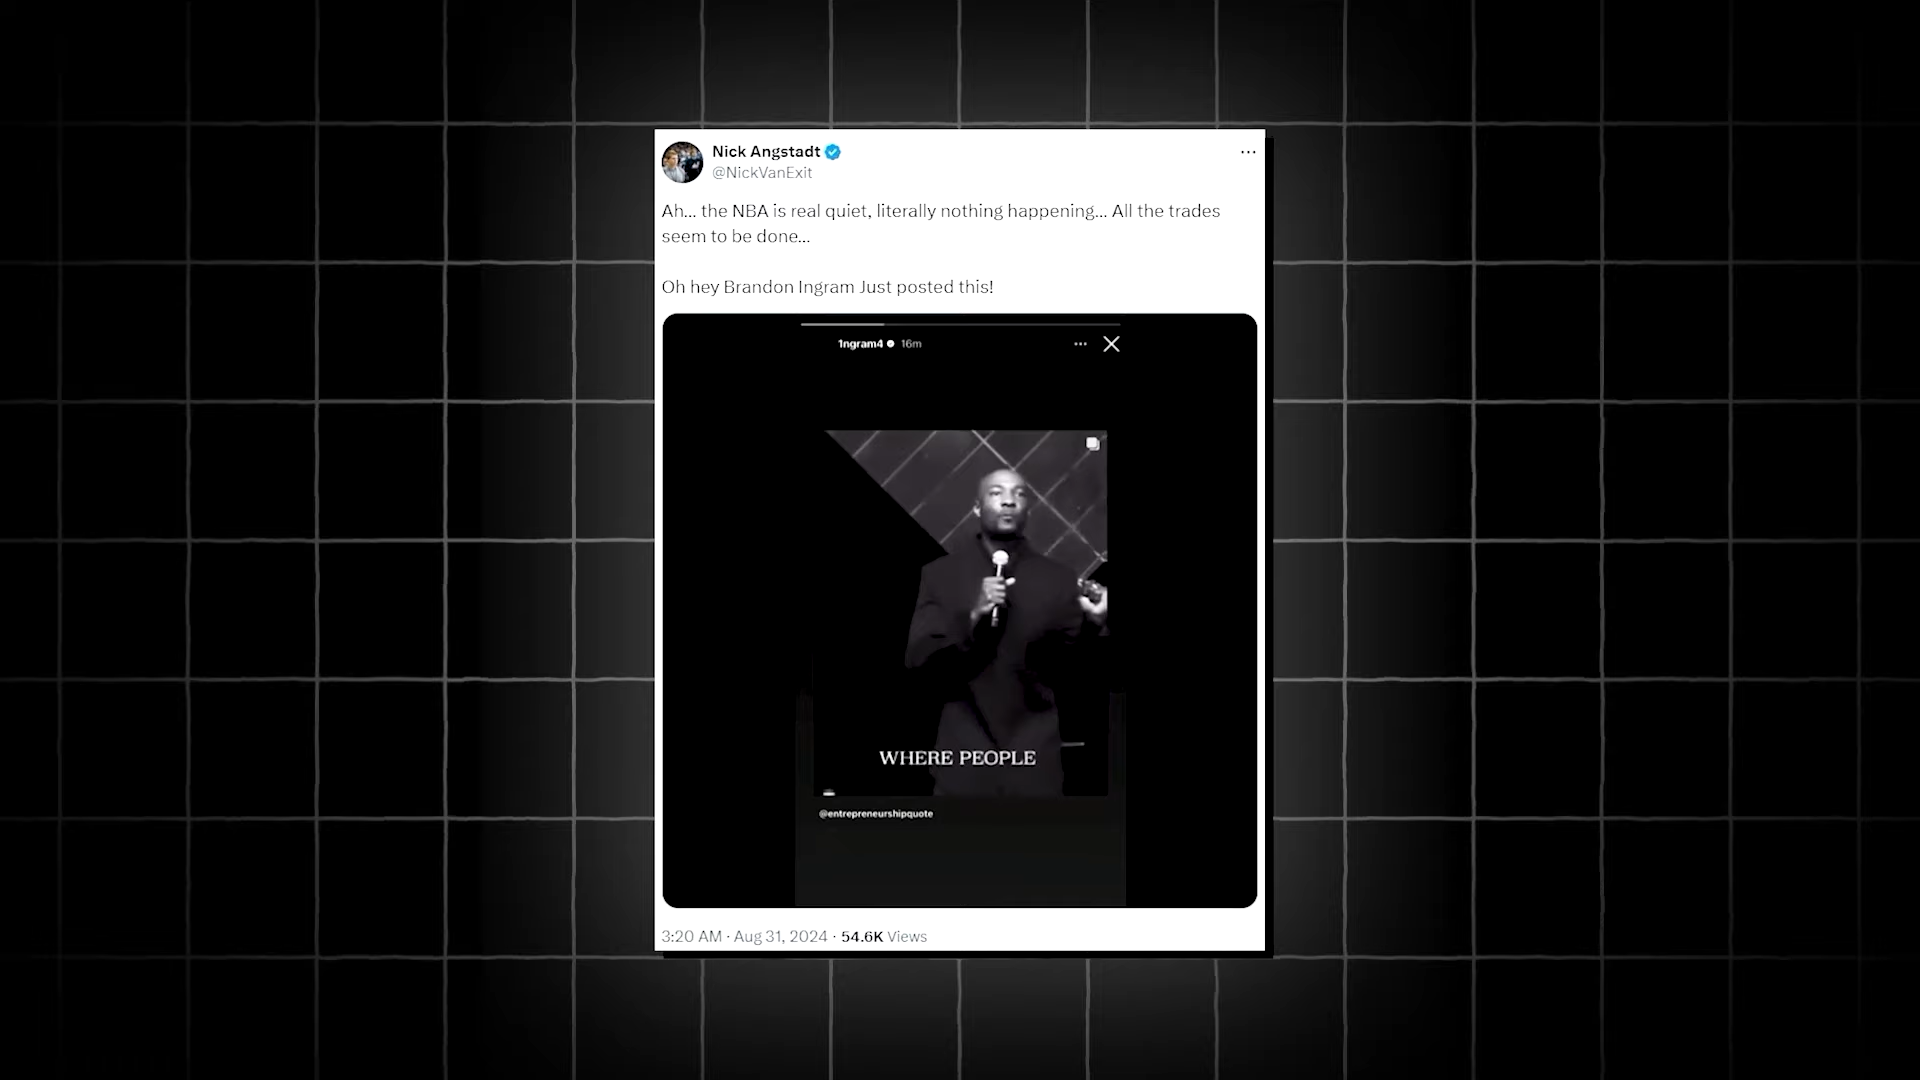 Nick Angstadt
@NickVanExit
Ah... the NBA is real quiet, literally nothing happening... All the trades
seem to be done...
Oh hey Brandon Ingram Just posted this!
1ngram4 16m
WHERE PEOPLE
@entrepreneurshipquote
3:20 AM · Aug 31, 2024 · 54.6K Views